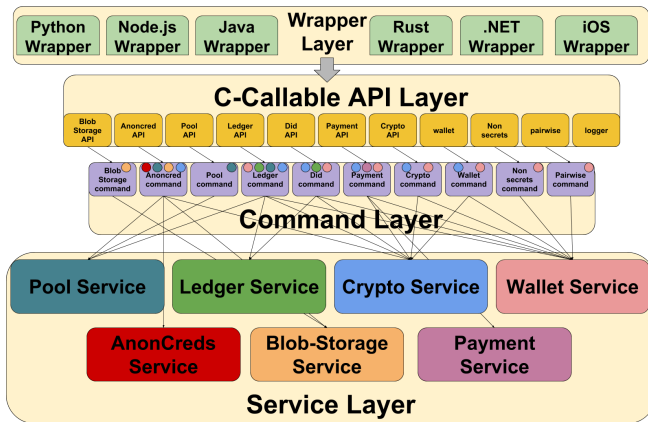 Python
Wrapper
Node.js
Wrapper
Java
Wrapper
Wrapper
Layer
Rust
Wrapper
.NET
Wrapper
iOS
Wrapper
C-Callable API Layer
Blob
Storage
API
Anoncred
API
Pool
API
Ledger
API
Did
API
Payment
API
Crypto
API
wallet
Non
secrets
pairwise
logger
Blob
Storage
command
Anoncred
command
Pool
command
Ledger
command
Did
command
Payment
command
Crypto
command
Wallet
command
Non
secrets
command
Pairwise
command
Command Layer
Pool Service
Ledger Service
Crypto Service
Wallet Service
AnonCreds
Service
Blob-Storage
Service
Payment
Service
Service Layer